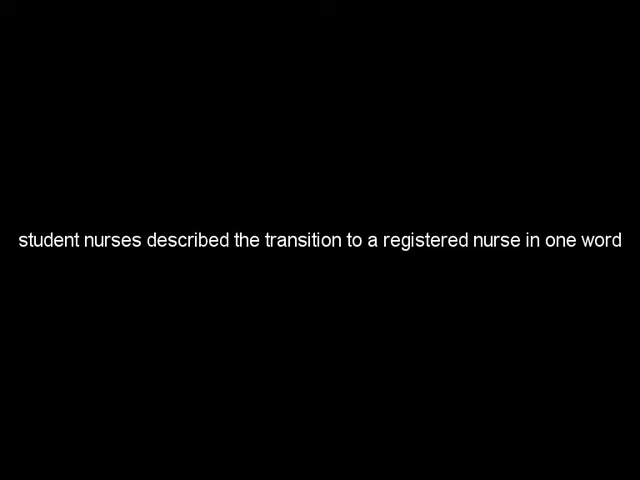 student nurses described the transition to a registered nurse in one word